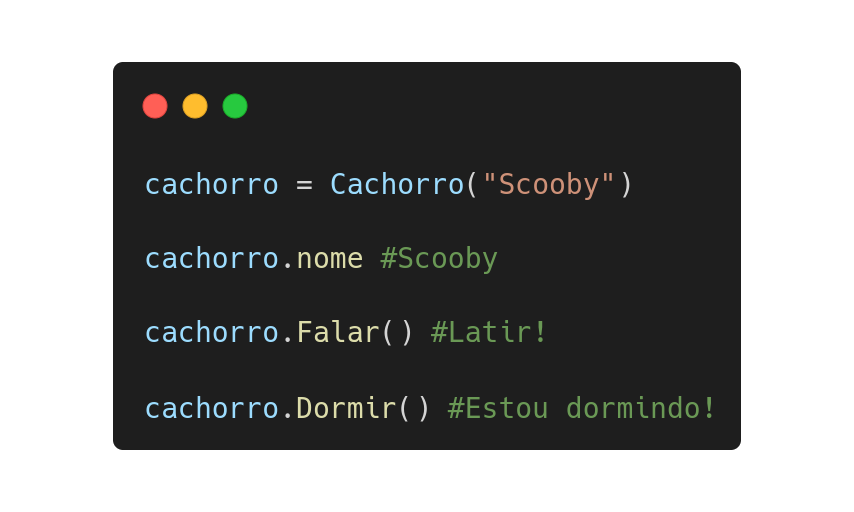 cachorro = Cachorro("Scooby")
cachorro.nome #Scooby
cachorro.Falar() #Latir!
cachorro.Dormir() #Estou dormindo!